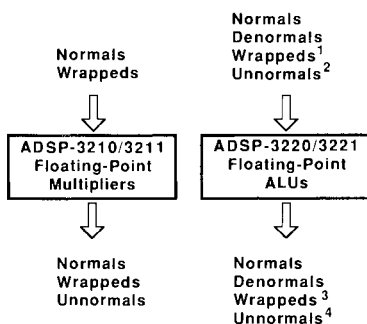 Normals
Wrappeds
ADSP-3210/3211
Floating-Point
Multipliers
Normals
Wrappeds
Unnormals
Normals
Denormals
Wrappeds¹
Unnormals²
ADSP-3220/3221
Floating-Point
ALUs
Normals
Denormals
Wrappeds³
Unnormals⁴